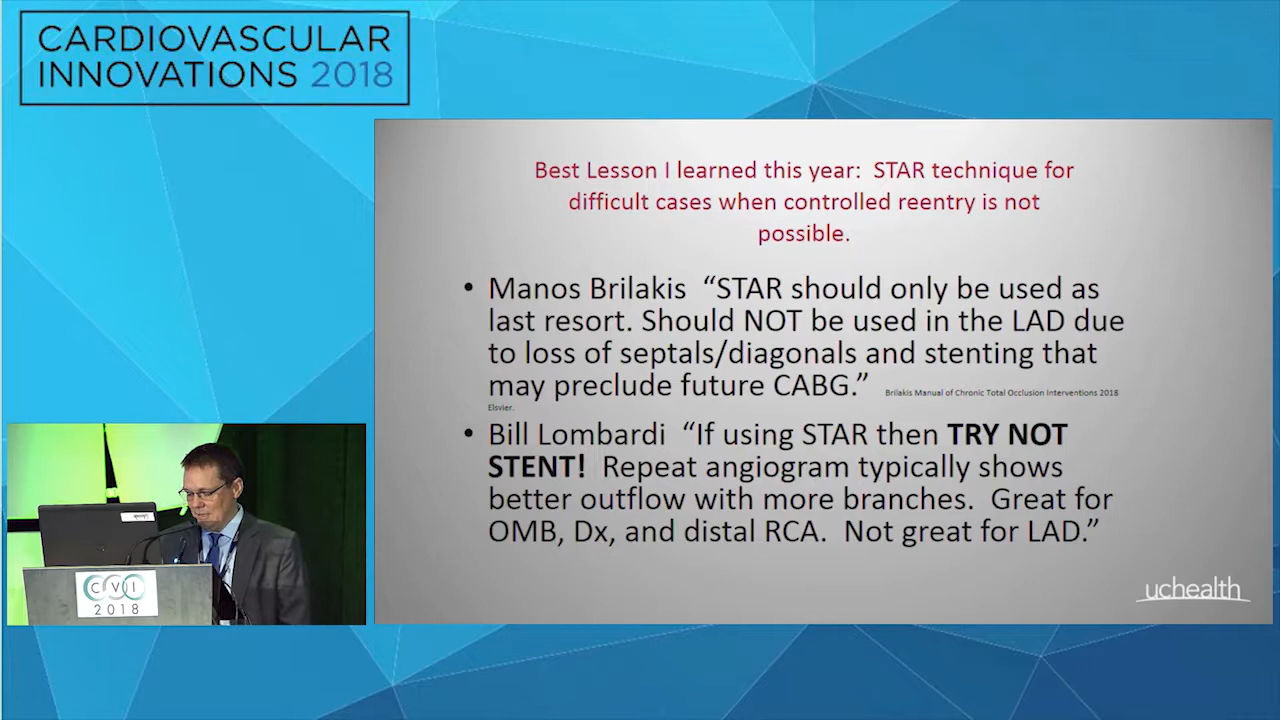 CARDIOVASCULAR
INNOVATIONS 2018
Best Lesson I learned this year: STAR technique for
difficult cases when controlled reentry is not
possible.
• Manos Brilakis “STAR should only be used as
last resort. Should NOT be used in the LAD due
to loss of septals/diagonals and stenting that
may preclude future CABG.” Brilakis Manual of Chronic Total Occlusion Interventions 2018
Elsvier.
• Bill Lombardi “If using STAR then TRY NOT
STENT! Repeat angiogram typically shows
better outflow with more branches. Great for
OMB, Dx, and distal RCA. Not great for LAD.”
uchealth
CVI
2018